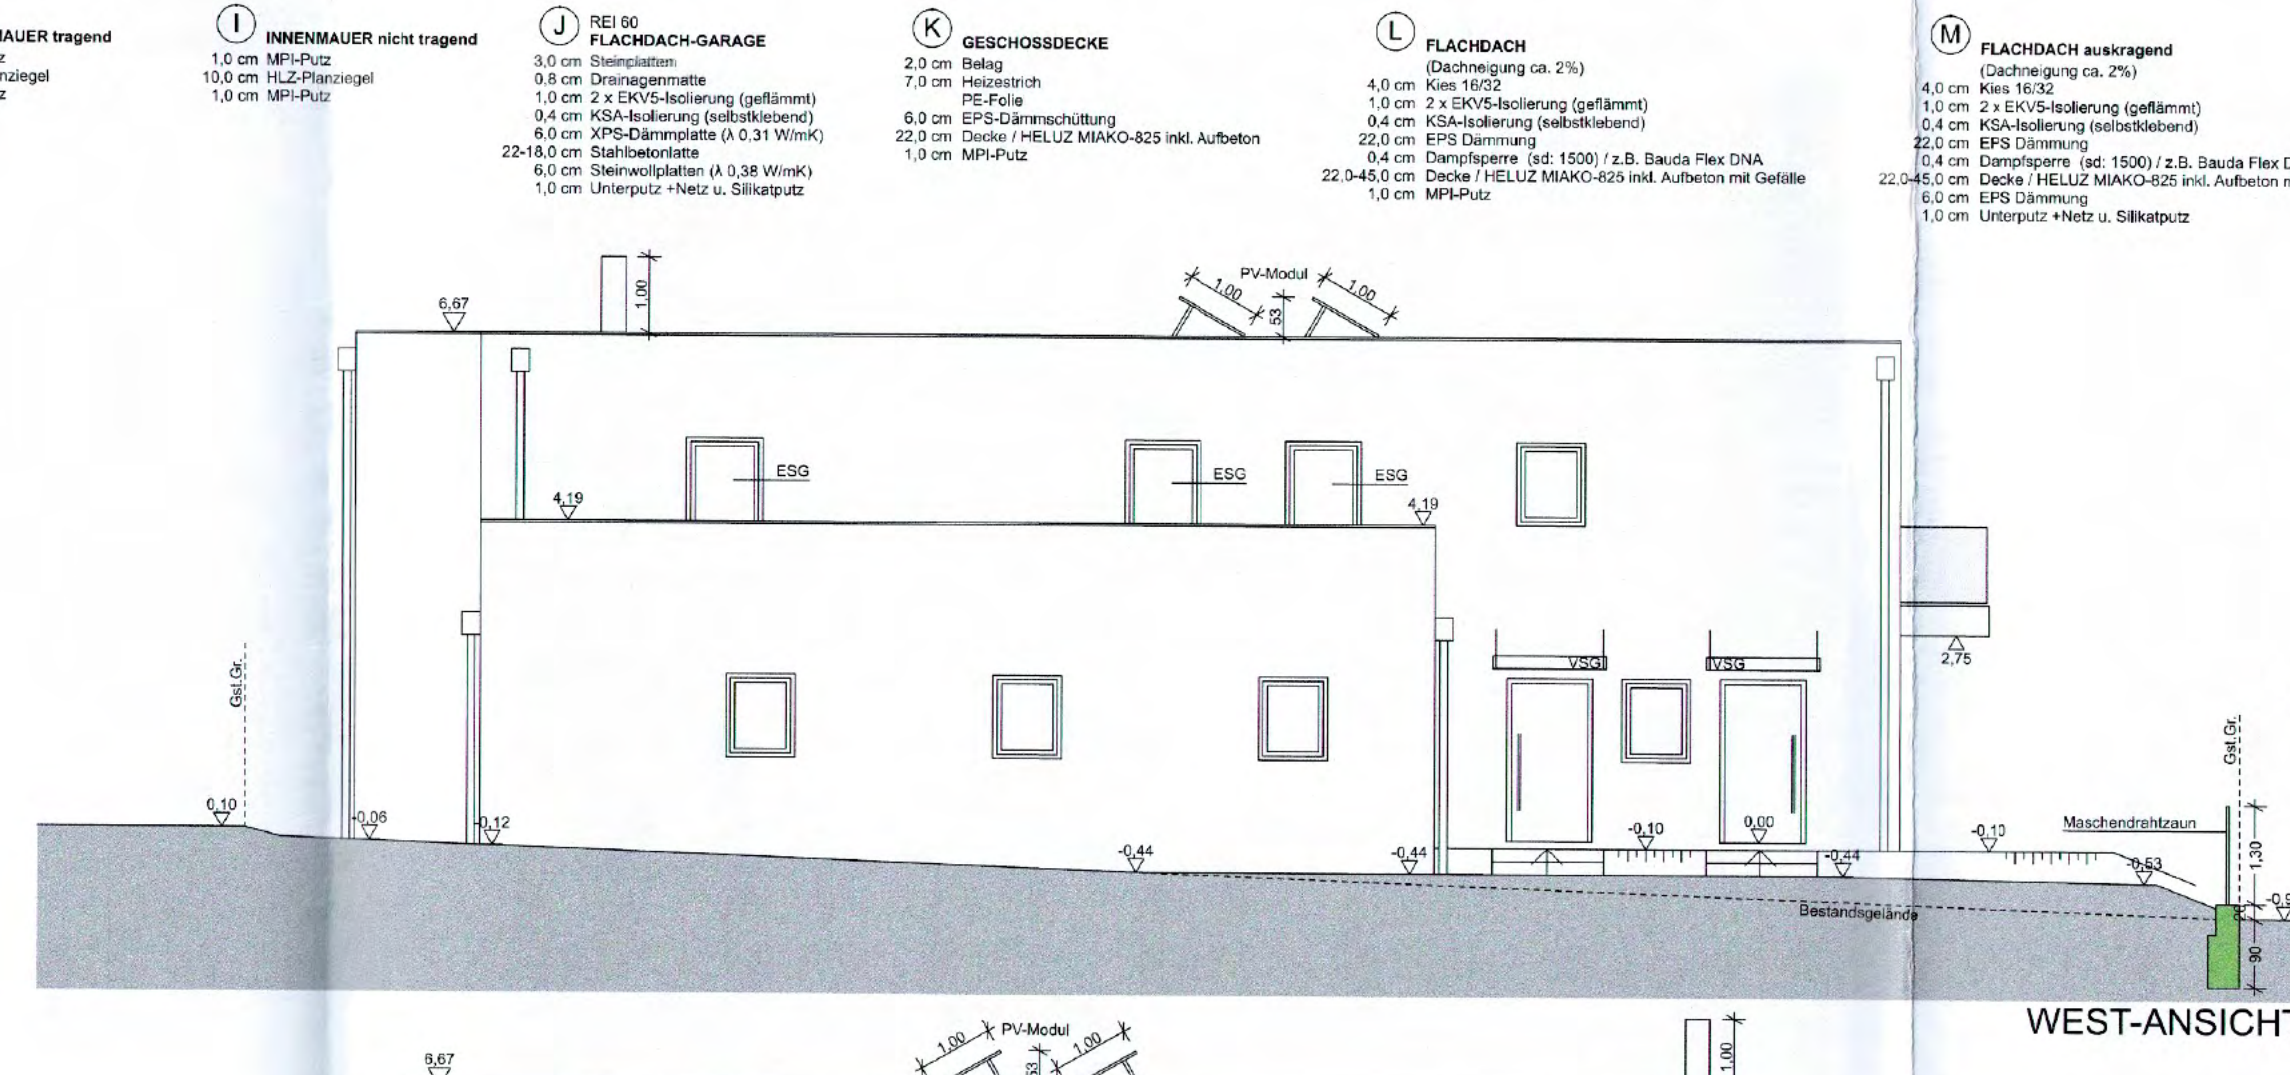 AUER tragend
z
nziegel
z
I
INNENMAUER nicht tragend
1,0 cm MPI-Putz
10,0 cm HLZ-Planziegel
1,0 cm MPI-Putz
J
REI 60
FLACHDACH-GARAGE
3,0 cm Steinplatten
0,8 cm Drainagenmatte
1,0 cm 2 x EKV5-Isolierung (geflämmt)
0,4 cm KSA-Isolierung (selbstklebend)
6,0 cm XPS-Dämmplatte (λ 0,31 W/mK)
22-18,0 cm Stahlbetonlatte
6,0 cm Steinwollplatten (λ 0,38 W/mK)
1,0 cm Unterputz +Netz u. Silikatputz
K
GESCHOSSDECKE
2,0 cm Belag
7,0 cm Heizestrich
PE-Folie
6,0 cm EPS-Dämmschüttung
22,0 cm Decke / HELUZ MIAKO-825 inkl. Aufbeton
1,0 cm MPI-Putz
L
FLACHDACH
(Dachneigung ca. 2%)
4,0 cm Kies 16/32
1,0 cm 2 x EKV5-Isolierung (geflämmt)
0,4 cm KSA-Isolierung (selbstklebend)
22,0 cm EPS Dämmung
0,4 cm Dampfsperre (sd: 1500) / z.B. Bauda Flex DNA
22,0-45,0 cm Decke / HELUZ MIAKO-825 inkl. Aufbeton mit Gefälle
1,0 cm MPI-Putz
M
FLACHDACH auskragend
(Dachneigung ca. 2%)
4,0 cm Kies 16/32
1,0 cm 2 x EKV5-Isolierung (geflämmt)
0,4 cm KSA-Isolierung (selbstklebend)
22,0 cm EPS Dämmung
0,4 cm Dampfsperre (sd: 1500) / z.B. Bauda Flex D
22,0-45,0 cm Decke / HELUZ MIAKO-825 inkl. Aufbeton
6,0 cm EPS Dämmung
1,0 cm Unterputz +Netz u. Silikatputz
6,67
1,00
1,00
PV-Modul
53
1,00
4,19
ESG
ESG
ESG
4,19
VSG
VSG
2,75
Gst.Gr.
Gst.Gr.
0,10
-0,06
-0,12
-0,44
-0,44
-0,10
0,00
-0,44
-0,10
Maschendrahtzaun
-0,53
1,30
-0,9
20
90
Bestandsgelände
WEST-ANSICHT
6,67
1,00
PV-Modul
53
1,00
1,00